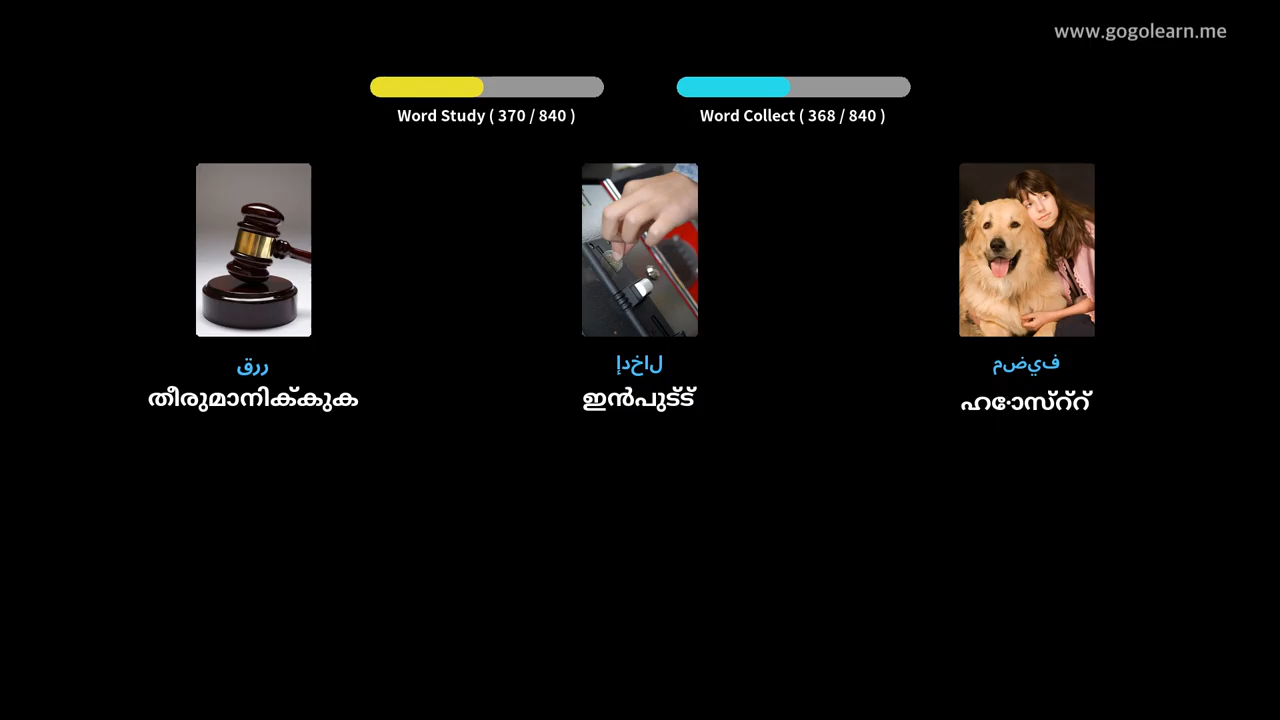 www.gogolearn.me
Word Study ( 370 / 840 )
Word Collect ( 368 / 840 )
قرر
തീരുമാനിക്കുക
إدخال
ഇൻപുട്ട്
مضيف
ഹോസ്റ്റ്